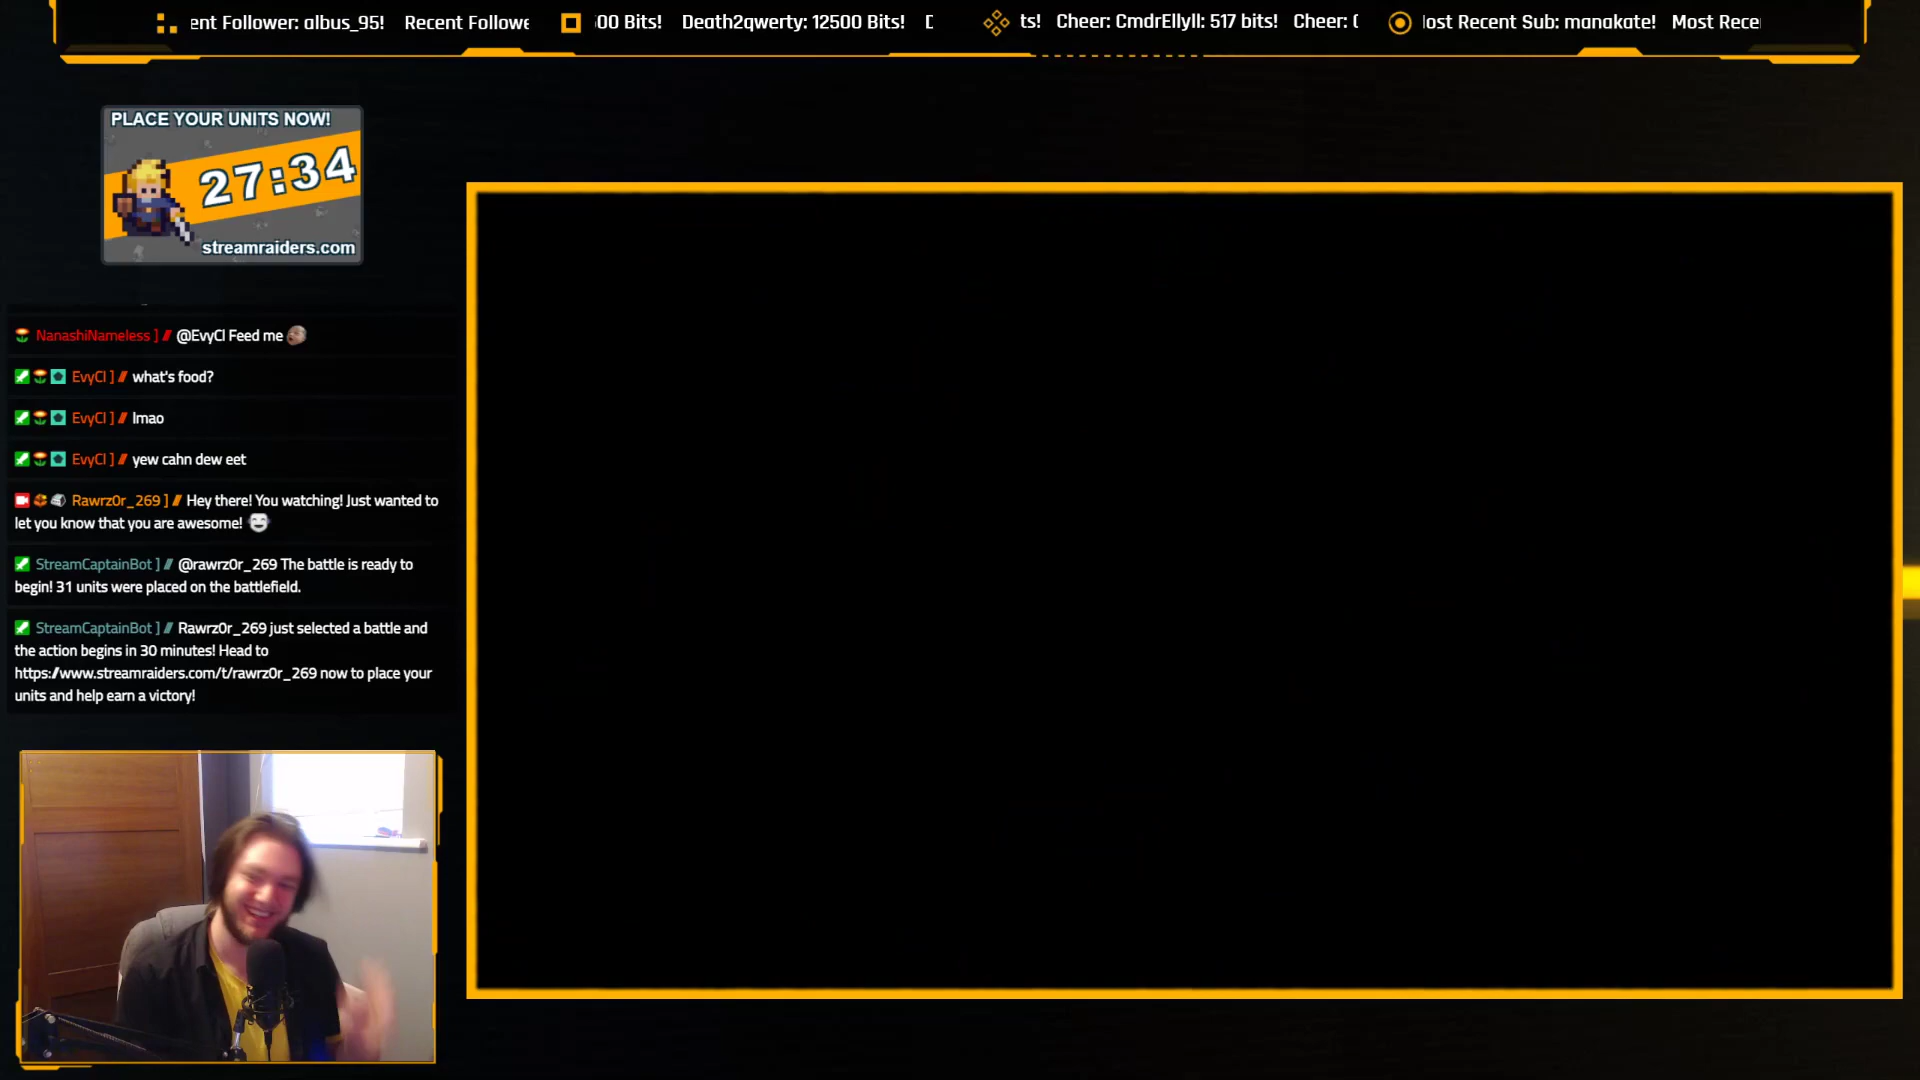 ent Follower: albus_95! Recent Followe
00 Bits! Death2qwerty: 12500 Bits!
ts! Cheer: CmdrEllyll: 517 bits! Cheer:
ost Recent Sub: manakate! Most Rece
PLACE YOUR UNITS NOW!
27:34
streamraiders.com
NanashiNameless ] // @EvyCl Feed me
EvyCl ] // what's food?
EvyCl ] // lmao
EvyCl ] // yew cahn dew eet
Rawrz0r_269 ] // Hey there! You watching! Just wanted to
let you know that you are awesome!
StreamCaptainBot ] // @rawrz0r_269 The battle is ready to
begin! 31 units were placed on the battlefield.
StreamCaptainBot ] // Rawrz0r_269 just selected a battle and
the action begins in 30 minutes! Head to
https://www.streamraiders.com/t/rawrz0r_269 now to place your
units and help earn a victory!